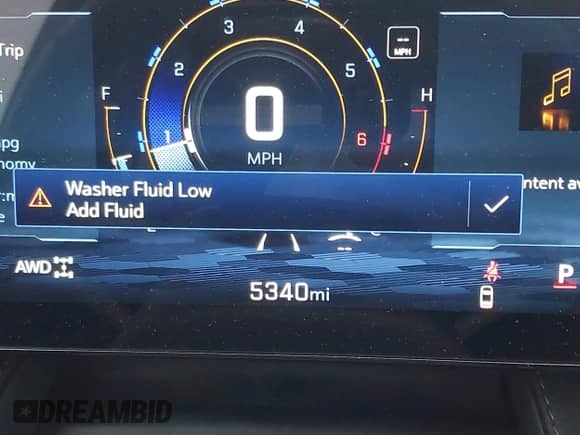 Trip
3 4
2 5
1 6
F
H
0
MPH
--
MPH
pg
nomy
Washer Fluid Low
Add Fluid
ntent av
E
C
AWD
5340mi
P
DREAMBID